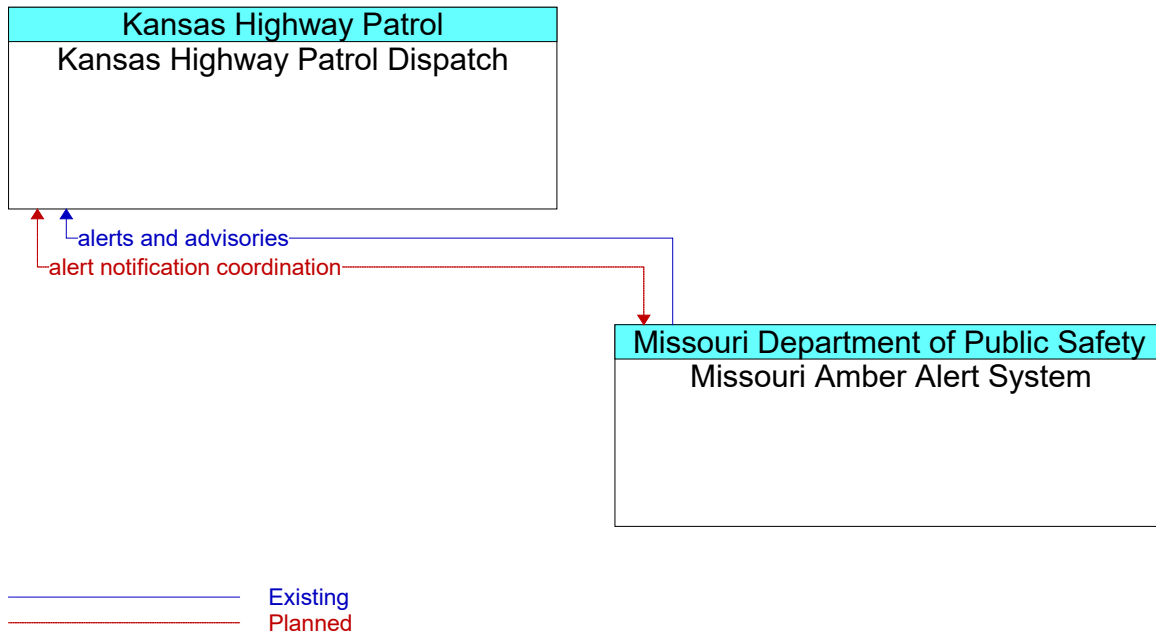 Kansas Highway Patrol
Kansas Highway Patrol Dispatch
alerts and advisories
alert notification coordination
Missouri Department of Public Safety
Missouri Amber Alert System
Existing
Planned